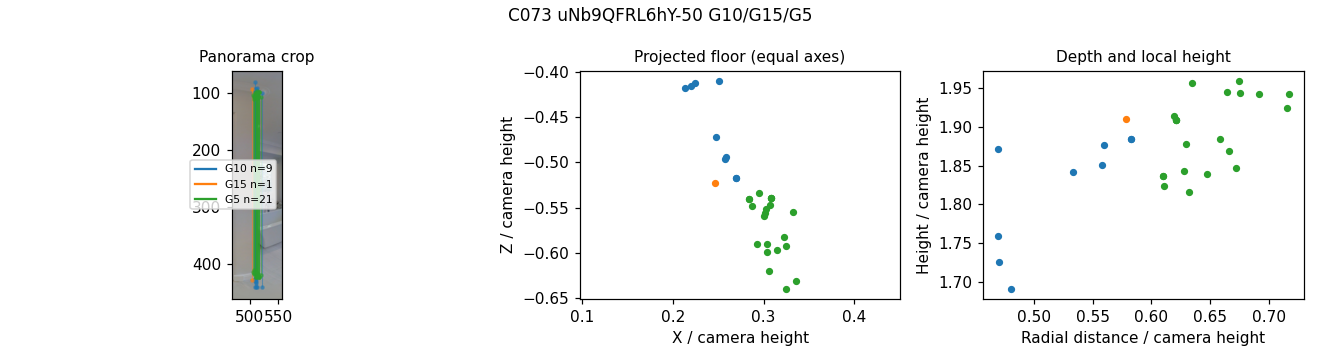 C073 uNb9QFRL6hY-50 G10/G15/G5
Panorama crop
100
200
300
400
500 550
G10 n=9
G15 n=1
G5 n=21
Projected floor (equal axes)
Z / camera height
−0.40
−0.45
−0.50
−0.55
−0.60
−0.65
0.1 0.2 0.3 0.4
X / camera height
Depth and local height
Height / camera height
1.95
1.90
1.85
1.80
1.75
1.70
0.50 0.55 0.60 0.65 0.70
Radial distance / camera height